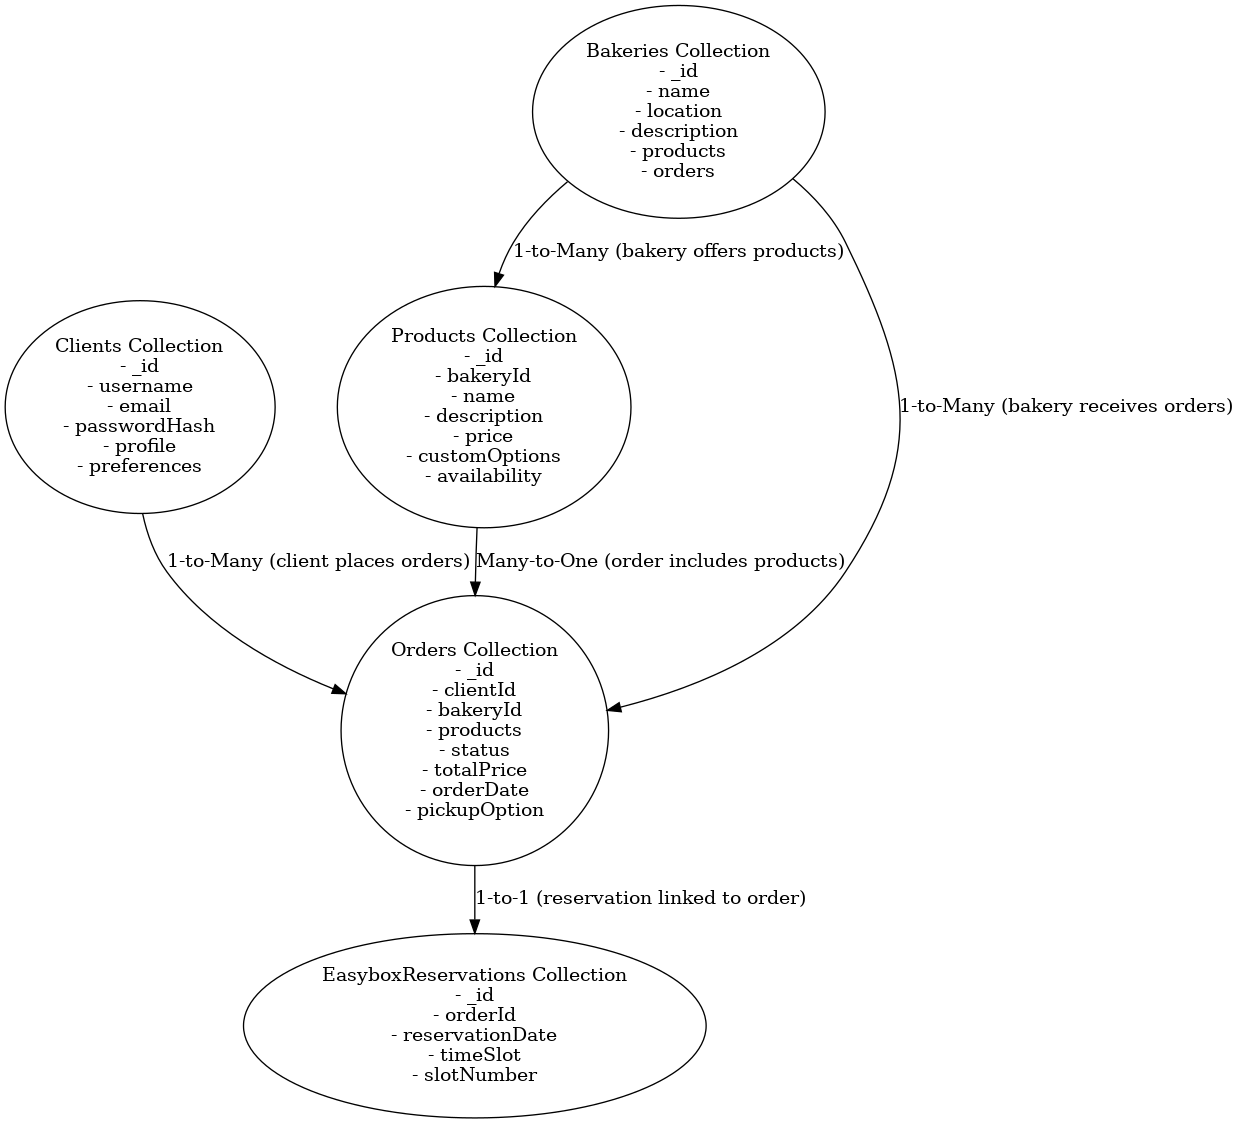 Bakeries Collection
- _id
- name
- location
- description
- products
- orders
1-to-Many (bakery offers products)
Clients Collection
- _id
- username
- email
- passwordHash
- profile
- preferences
Products Collection
- _id
- bakeryId
- name
- description
- price
- customOptions
- availability
1-to-Many (bakery receives orders)
1-to-Many (client places orders)
Many-to-One (order includes products)
Orders Collection
- _id
- clientId
- bakeryId
- products
- status
- totalPrice
- orderDate
- pickupOption
1-to-1 (reservation linked to order)
EasyboxReservations Collection
- _id
- orderId
- reservationDate
- timeSlot
- slotNumber